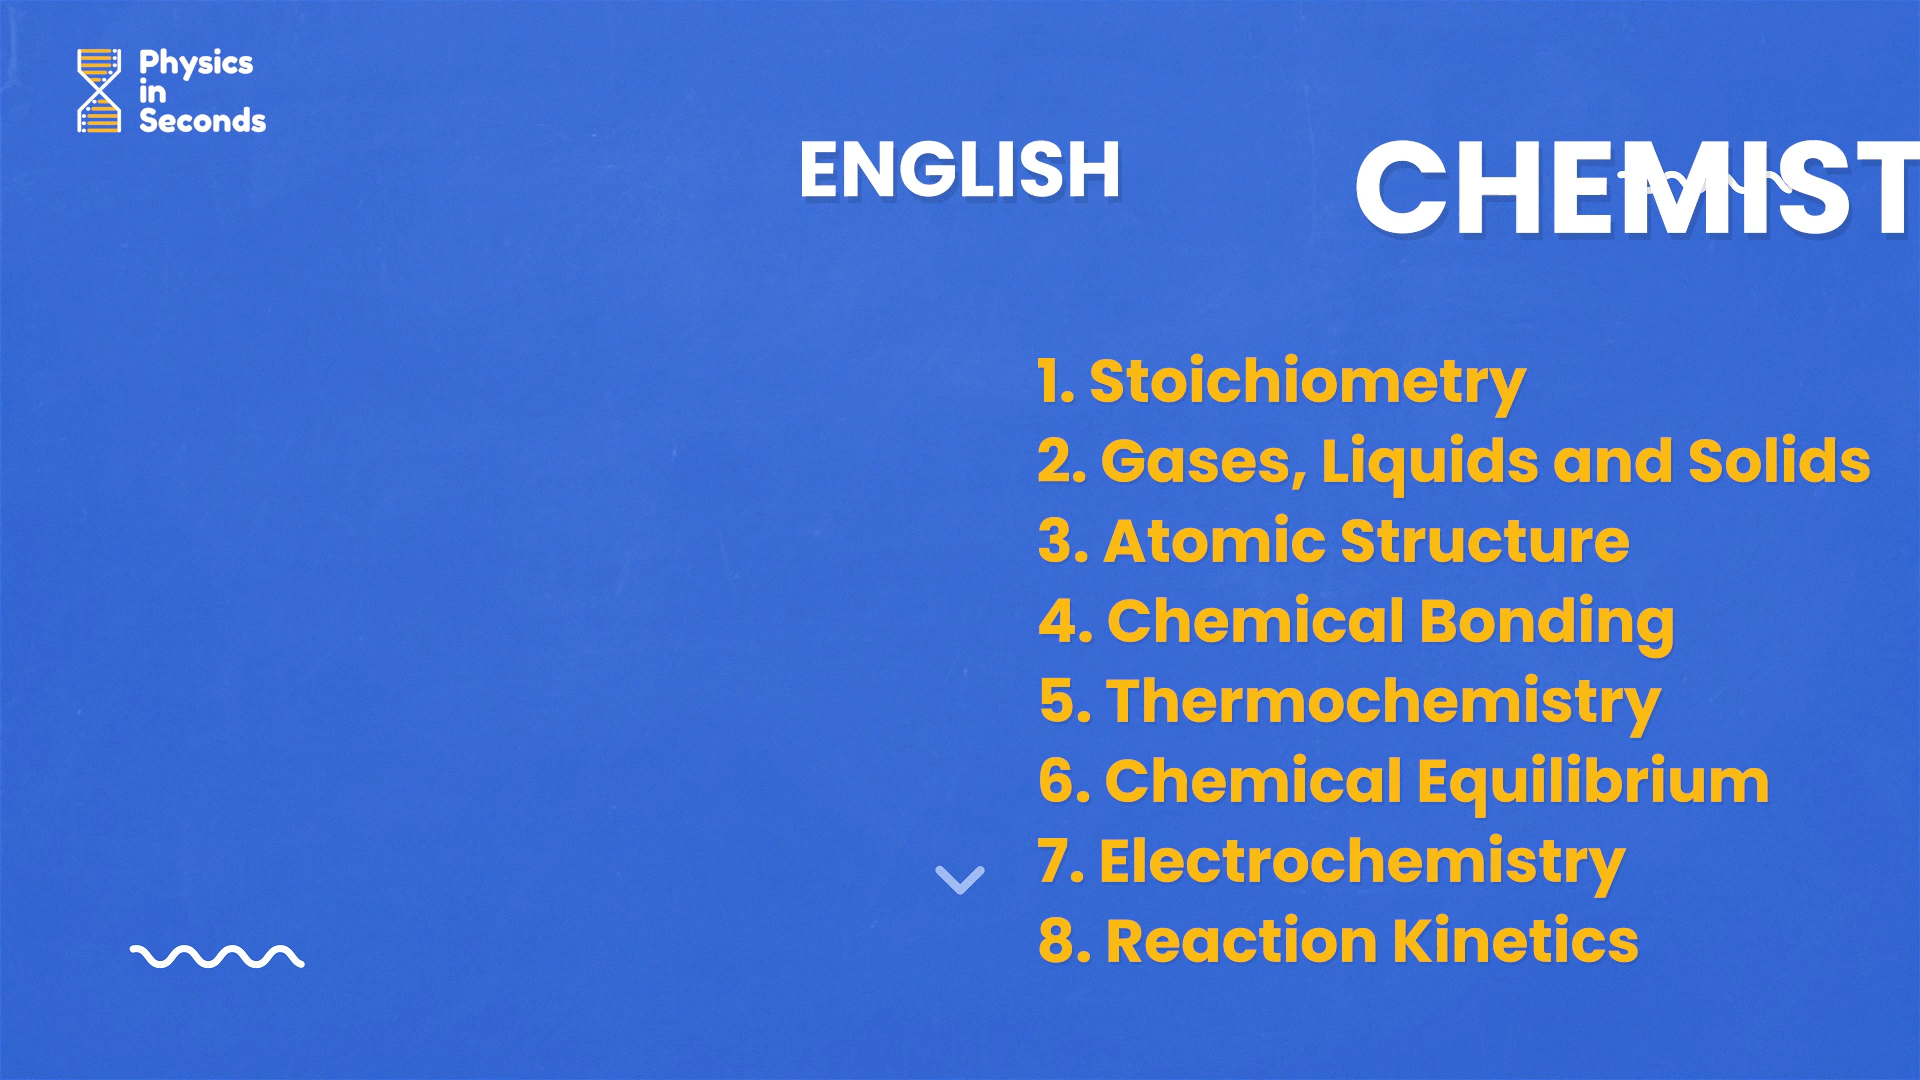 Physics
in
Seconds
ENGLISH
CHEMIST
1. Stoichiometry
2. Gases, Liquids and Solids
3. Atomic Structure
4. Chemical Bonding
5. Thermochemistry
6. Chemical Equilibrium
7. Electrochemistry
8. Reaction Kinetics